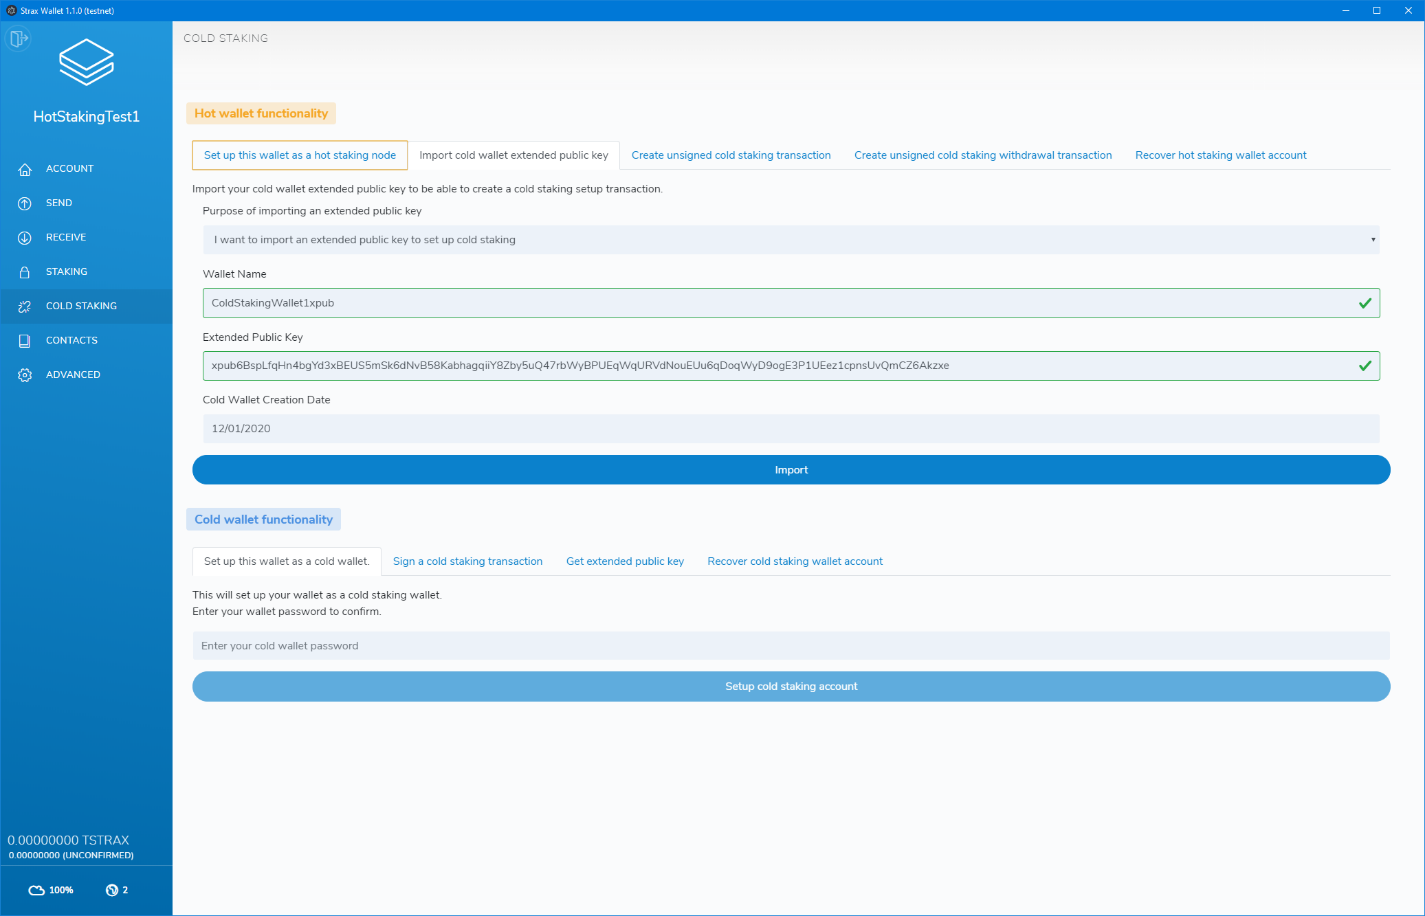 Strax Wallet 1.1.0 (testnet)
COLD STAKING
HotStakingTest1
ACCOUNT
SEND
RECEIVE
STAKING
COLD STAKING
CONTACTS
ADVANCED
0.00000000 TSTRAX
0.00000000 (UNCONFIRMED)
100% 2
Hot wallet functionality
Set up this wallet as a hot staking node Import cold wallet extended public key Create unsigned cold staking transaction Create unsigned cold staking withdrawal transaction Recover hot staking wallet account
Import your cold wallet extended public key to be able to create a cold staking setup transaction.
Purpose of importing an extended public key
I want to import an extended public key to set up cold staking
Wallet Name
ColdStakingWallet1xpub
Extended Public Key
xpub6BspLfqHn4bgYd3xBEUS5mSk6dNvB58KabhagqiiY8Zby5uQ47rbWyBPUEqWqURVdNouEUu6qDoqWyD9ogE3P1UEez1cpnsUvQmCZ6Akzxe
Cold Wallet Creation Date
12/01/2020
Import
Cold wallet functionality
Set up this wallet as a cold wallet. Sign a cold staking transaction Get extended public key Recover cold staking wallet account
This will set up your wallet as a cold staking wallet.
Enter your wallet password to confirm.
Enter your cold wallet password
Setup cold staking account